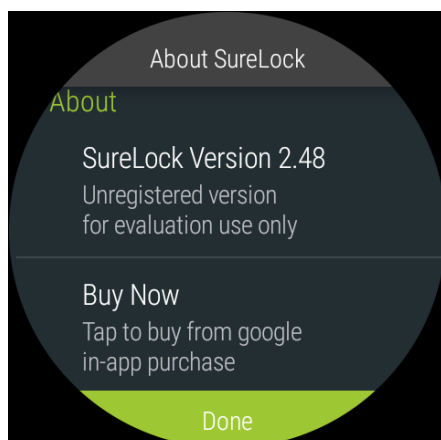 About SureLock
About
SureLock Version 2.48
Unregistered version
for evaluation use only
Buy Now
Tap to buy from google
in-app purchase
Done